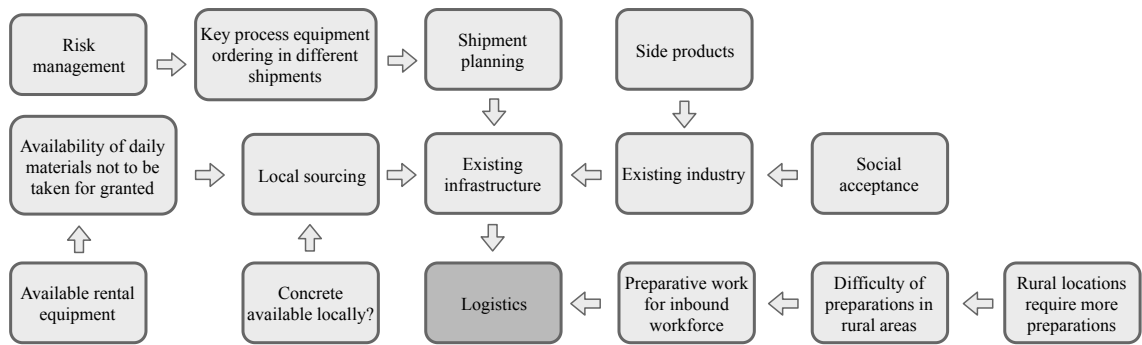 Risk
management
Key process equipment
ordering in different
shipments
Shipment
planning
Side products
Availability of daily
materials not to be
taken for granted
Local sourcing
Existing
infrastructure
Existing industry
Social
acceptance
Available rental
equipment
Concrete
available locally?
Logistics
Preparative work
for inbound
workforce
Difficulty of
preparations in
rural areas
Rural locations
require more
preparations